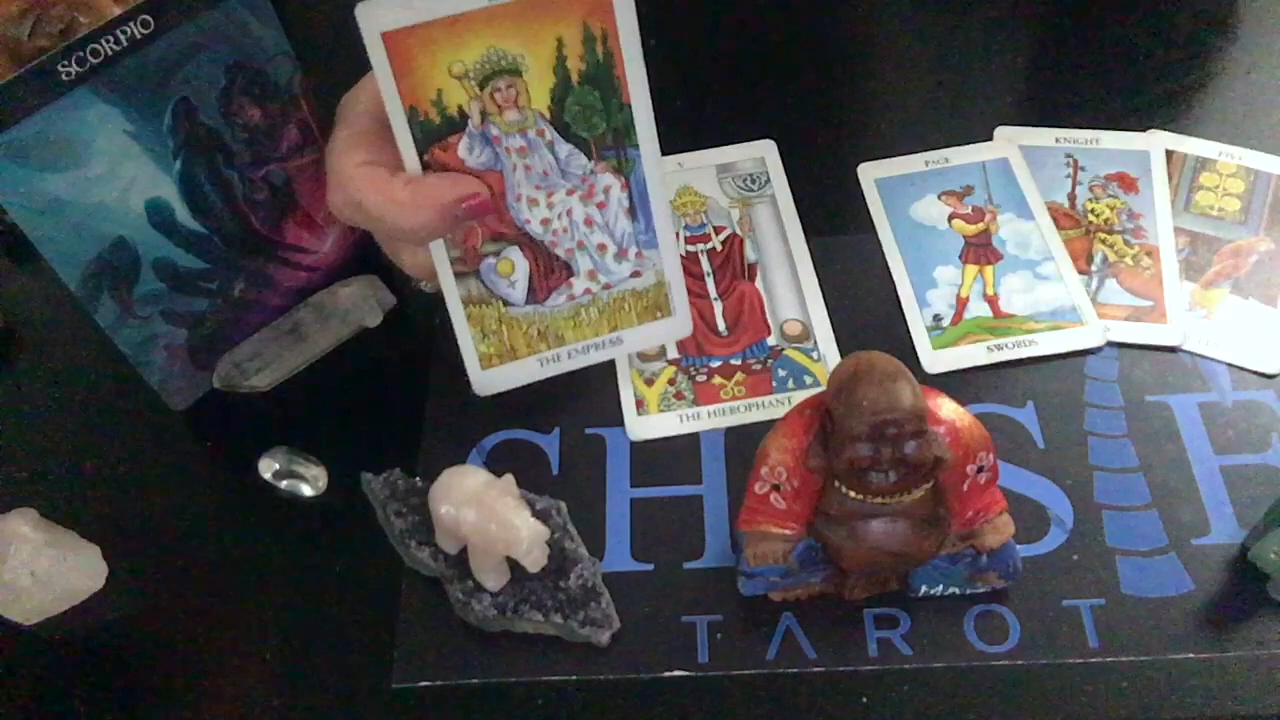 SCORPIO
THE EMPRESS
V
THE HIEROPHANT
PAGE
SWORDS
KNIGHT
FIVE
TAROT